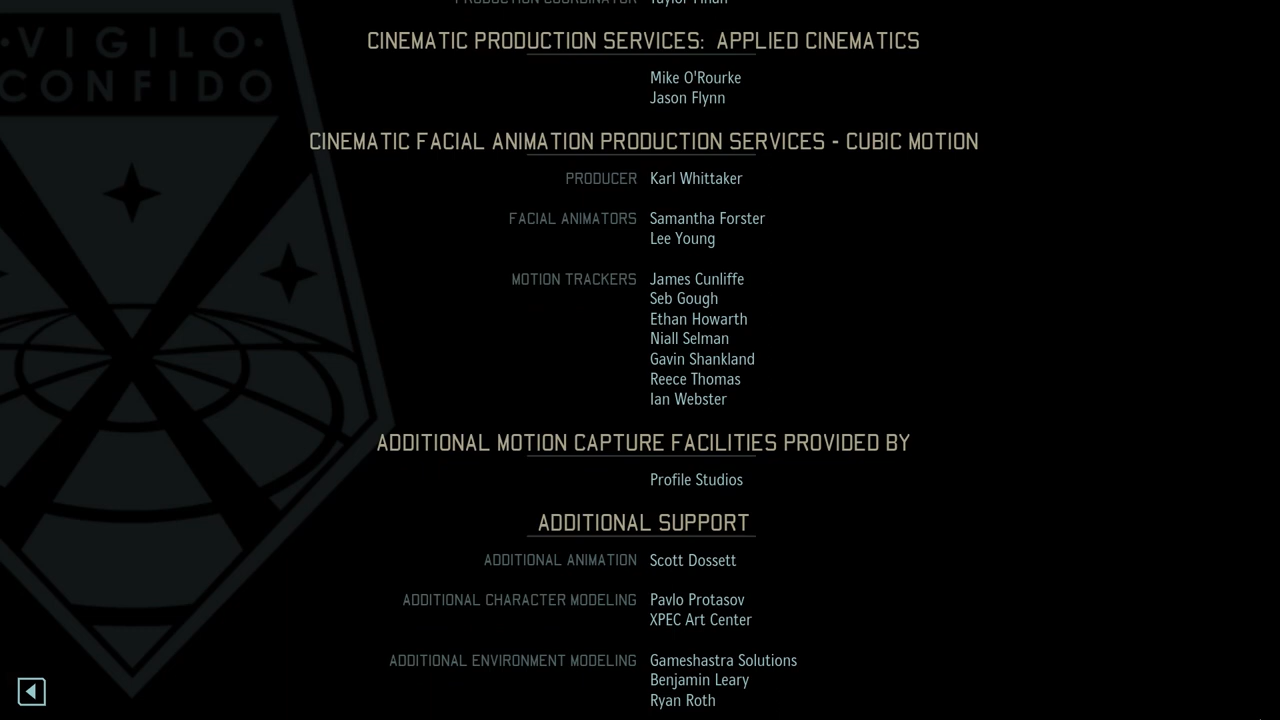 ·VIGILO·
CONFIDO
PRODUCTION COORDINATOR Taylor
CINEMATIC PRODUCTION SERVICES: APPLIED CINEMATICS
Mike O'Rourke
Jason Flynn
CINEMATIC FACIAL ANIMATION PRODUCTION SERVICES - CUBIC MOTION
PRODUCER Karl Whittaker
FACIAL ANIMATORS Samantha Forster
Lee Young
MOTION TRACKERS James Cunliffe
Seb Gough
Ethan Howarth
Niall Selman
Gavin Shankland
Reece Thomas
Ian Webster
ADDITIONAL MOTION CAPTURE FACILITIES PROVIDED BY
Profile Studios
ADDITIONAL SUPPORT
ADDITIONAL ANIMATION Scott Dossett
ADDITIONAL CHARACTER MODELING Pavlo Protasov
XPEC Art Center
ADDITIONAL ENVIRONMENT MODELING Gameshastra Solutions
Benjamin Leary
Ryan Roth